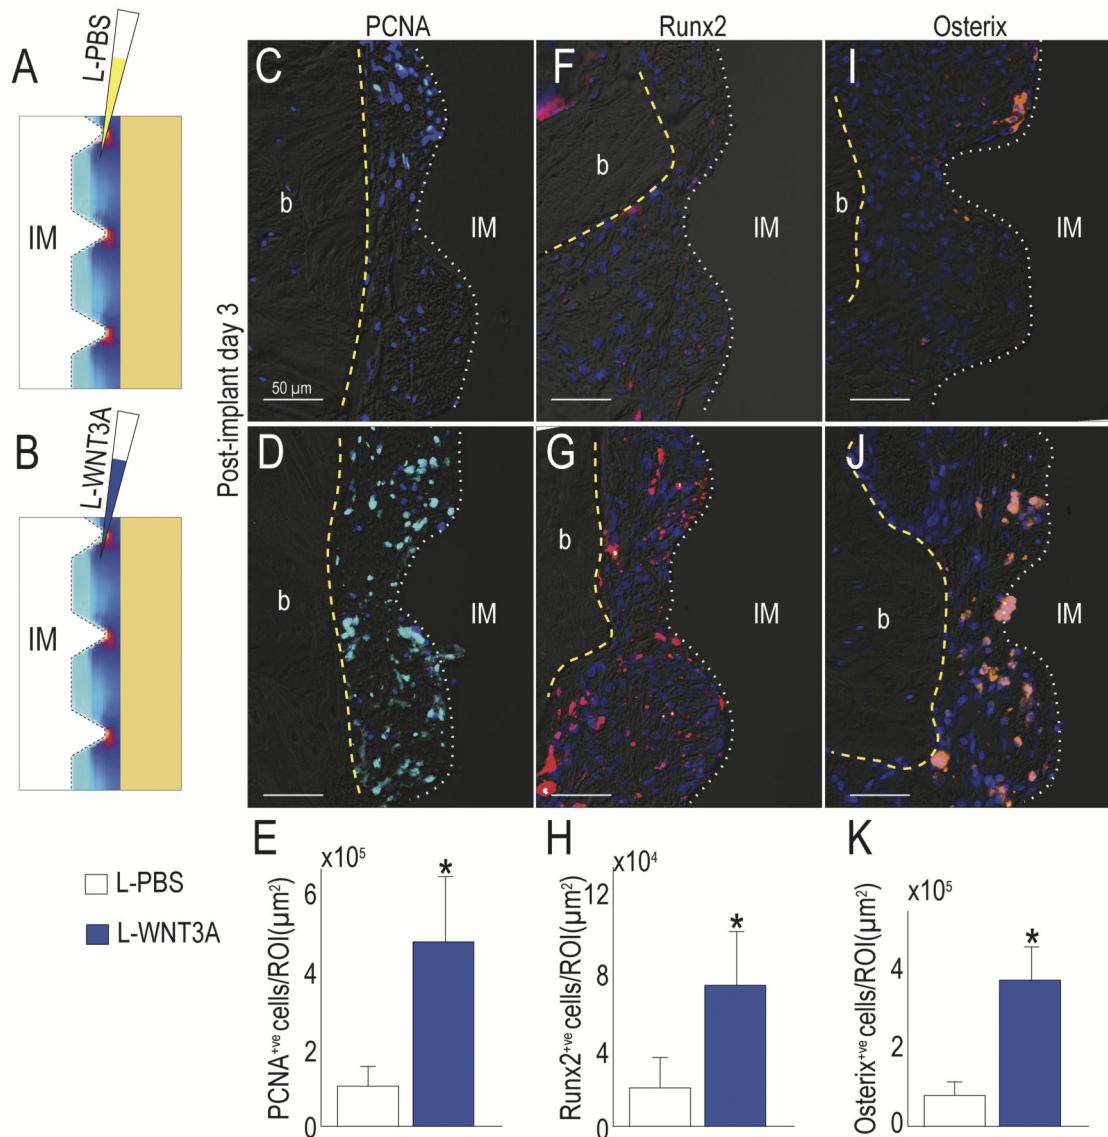 PCNA
Runx2
Osterix
A
L-PBS
IM
B
L-WNT3A
IM
Post-implant day 3
C
b
IM
50 µm
F
b
IM
I
b
IM
D
b
IM
G
b
IM
J
b
IM
L-PBS
L-WNT3A
E
x10⁵
PCNA⁺ᵛᵉ cells/ROI(µm²)
6
4
2
0
*
H
x10⁴
Runx2⁺ᵛᵉ cells/ROI(µm²)
12
8
4
0
*
K
x10⁵
Osterix⁺ᵛᵉ cells/ROI(µm²)
4
2
0
*